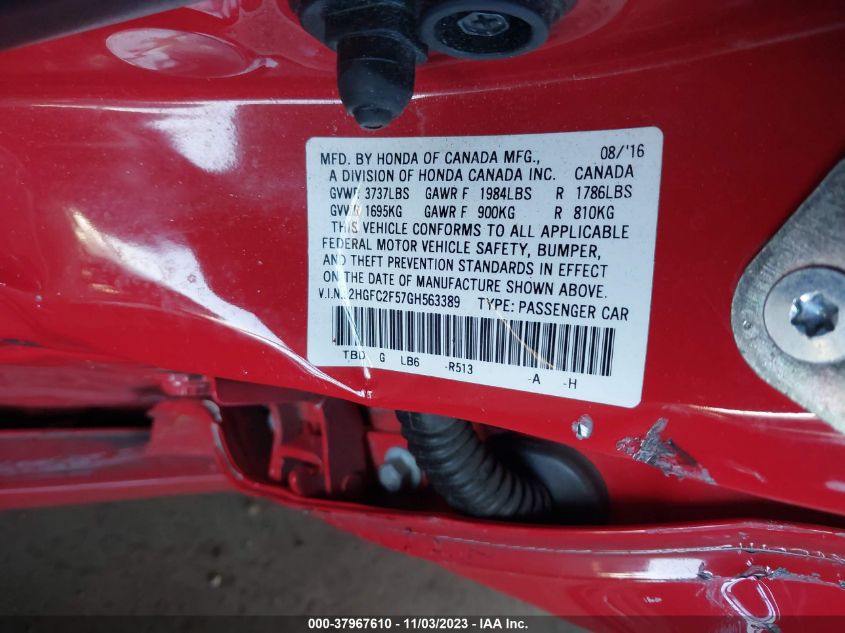 MFD. BY HONDA OF CANADA MFG., 08/'16
A DIVISION OF HONDA CANADA INC. CANADA
GVWR 3737LBS GAWR F 1984LBS R 1786LBS
GVWR 1695KG GAWR F 900KG R 810KG
THIS VEHICLE CONFORMS TO ALL APPLICABLE
FEDERAL MOTOR VEHICLE SAFETY, BUMPER,
AND THEFT PREVENTION STANDARDS IN EFFECT
ON THE DATE OF MANUFACTURE SHOWN ABOVE.
V.I.N.: 2HGFC2F57GH563389 TYPE: PASSENGER CAR
G LB6 -R513 -A -H
000-37967610 - 11/03/2023 - IAA Inc.